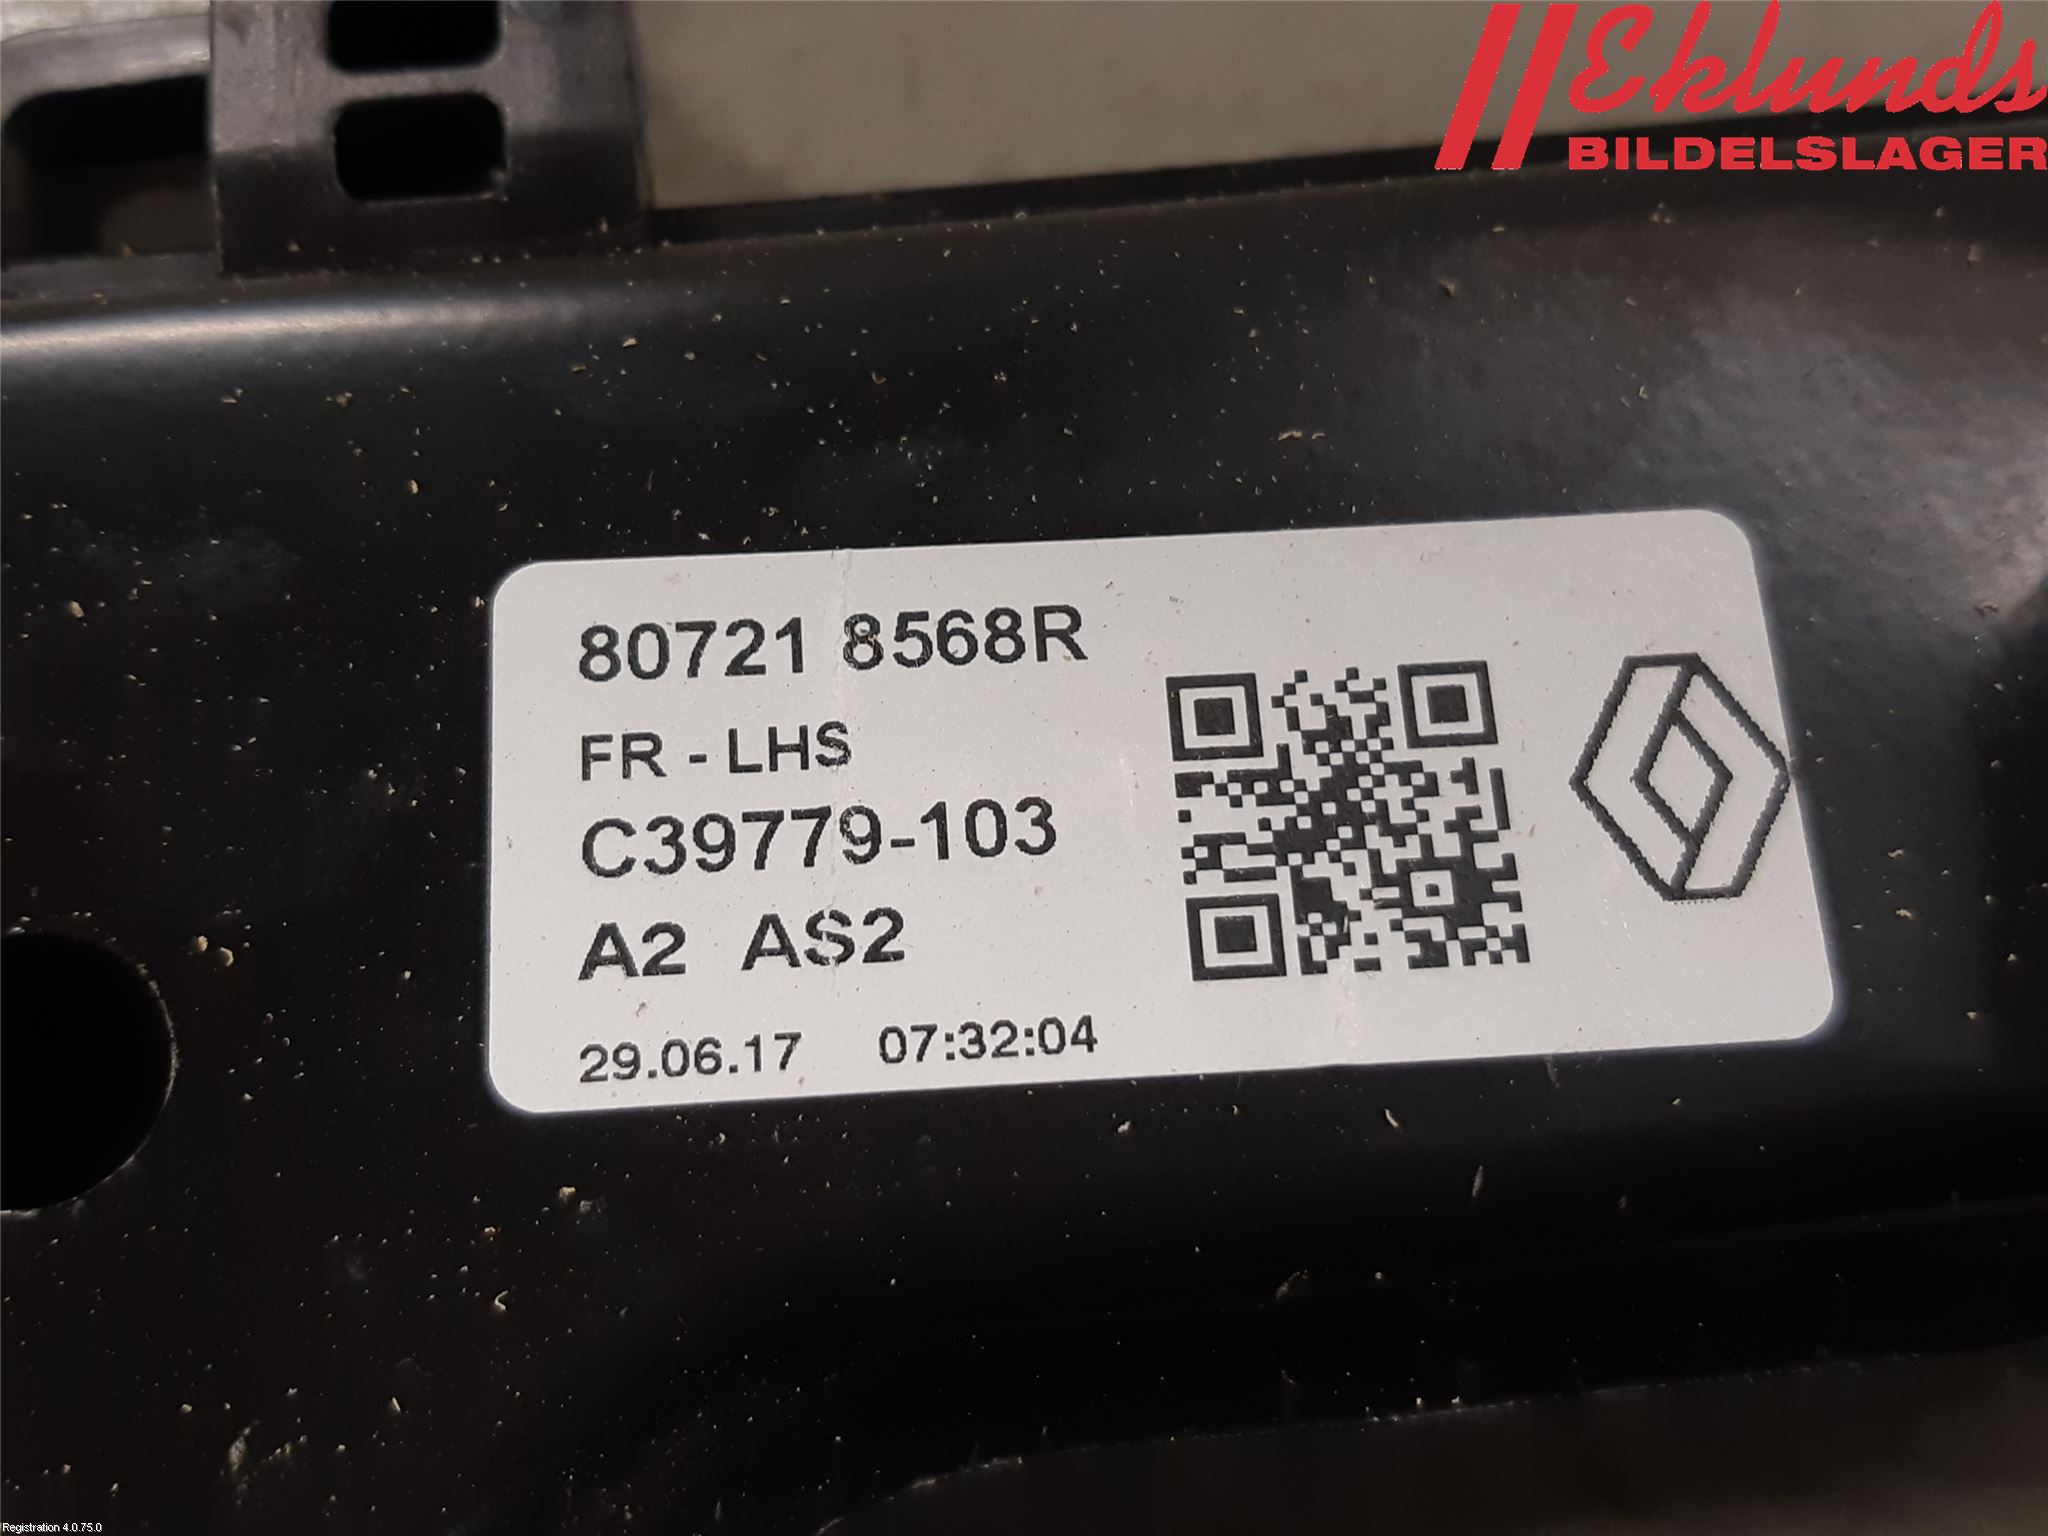 Eklunds
BILDELSLAGER
80721 8568R
FR - LHS
C39779-103
A2 AS2
29.06.17 07:32:04
Registration 4.0.75.0